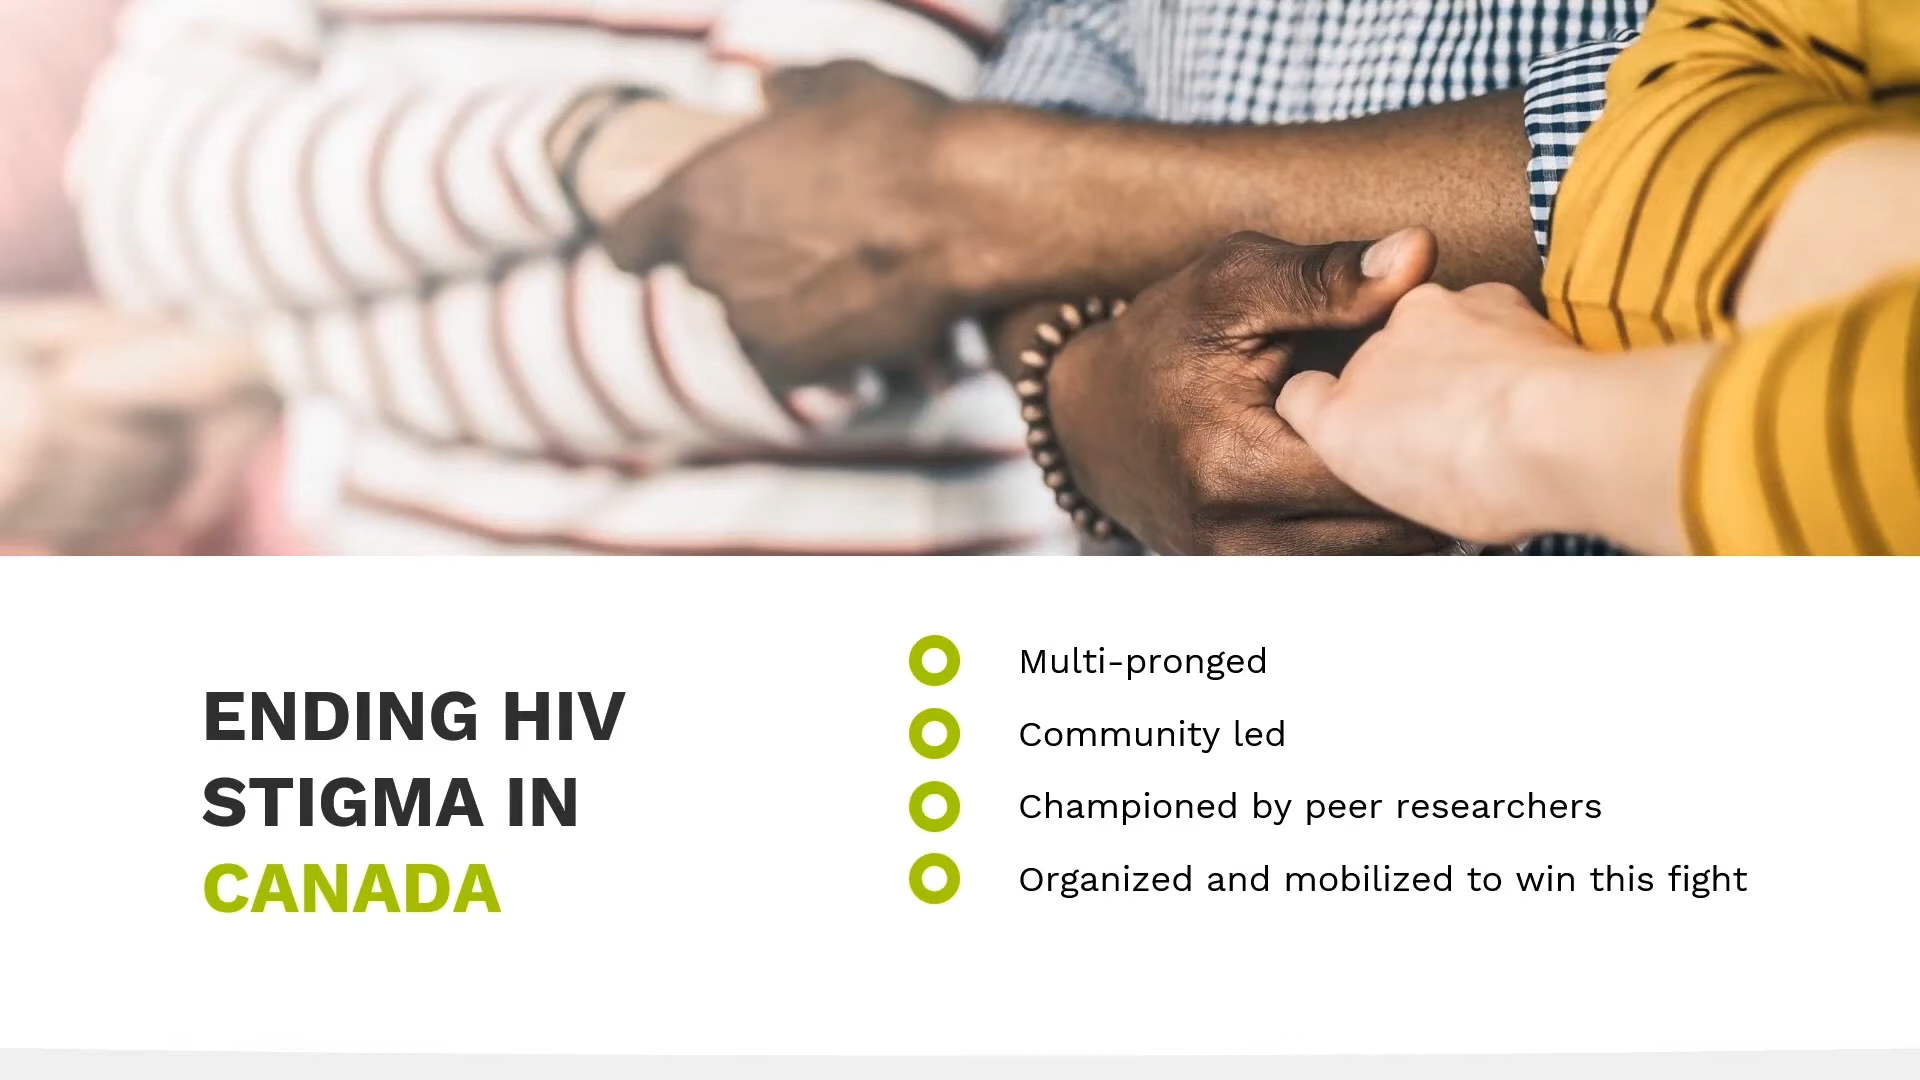 ENDING HIV
STIGMA IN
CANADA
Multi-pronged
Community led
Championed by peer researchers
Organized and mobilized to win this fight